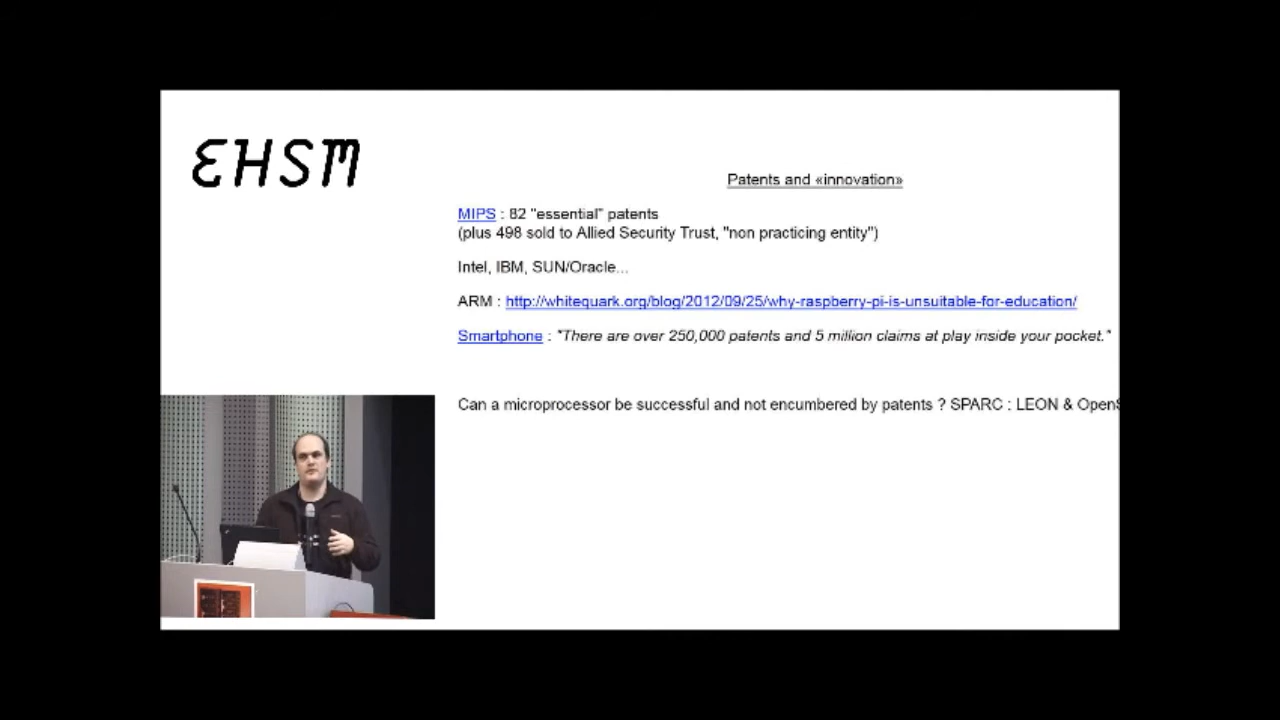 EHSM
Patents and «innovation»
MIPS : 82 "essential" patents
(plus 498 sold to Allied Security Trust, "non practicing entity")
Intel, IBM, SUN/Oracle...
ARM : http://whitequark.org/blog/2012/09/25/why-raspberry-pi-is-unsuitable-for-education/
Smartphone : "There are over 250,000 patents and 5 million claims at play inside your pocket."
Can a microprocessor be successful and not encumbered by patents ? SPARC : LEON & Open